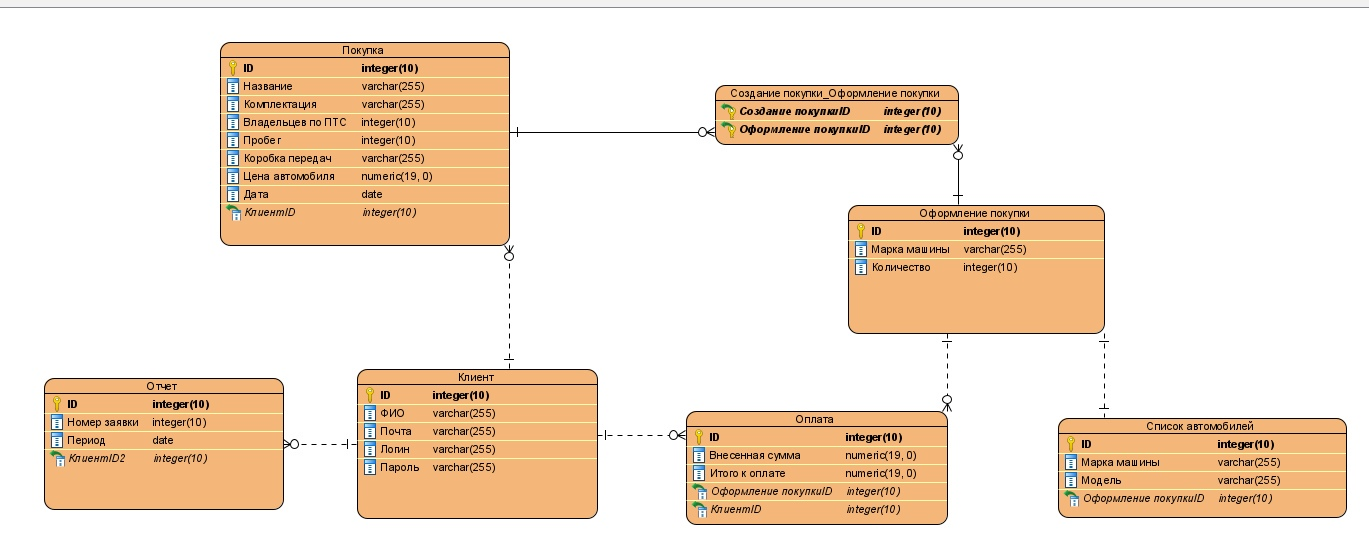 Покупка
ID integer(10)
Название varchar(255)
Комплектация varchar(255)
Владельцев по ПТС integer(10)
Пробег integer(10)
Коробка передач varchar(255)
Цена автомобиля numeric(19, 0)
Дата date
КлиентID integer(10)
Создание покупки_Оформление покупки
Создание покупкиID integer(10)
Оформление покупкиID integer(10)
Оформление покупки
ID integer(10)
Марка машины varchar(255)
Количество integer(10)
Отчет
ID integer(10)
Номер заявки integer(10)
Период date
КлиентID2 integer(10)
Клиент
ID integer(10)
ФИО varchar(255)
Почта varchar(255)
Логин varchar(255)
Пароль varchar(255)
Оплата
ID integer(10)
Внесенная сумма numeric(19, 0)
Итого к оплате numeric(19, 0)
Оформление покупкиID integer(10)
КлиентID integer(10)
Список автомобилей
ID integer(10)
Марка машины varchar(255)
Модель varchar(255)
Оформление покупкиID integer(10)